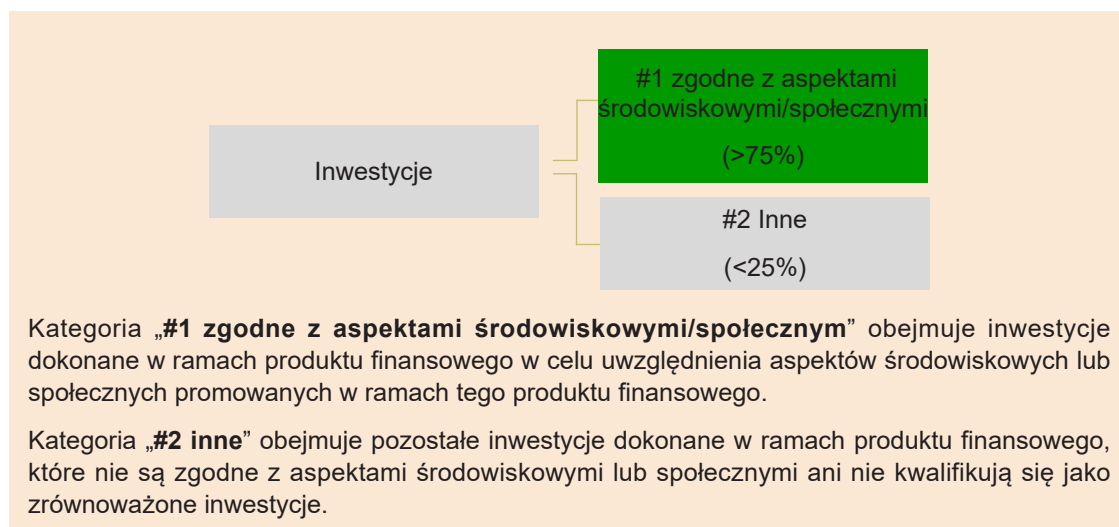 #1 zgodne z aspektami
środowiskowymi/społecznymi
(>75%)
Inwestycje
#2 Inne
(<25%)
Kategoria „#1 zgodne z aspektami środowiskowymi/społecznym” obejmuje inwestycje
dokonane w ramach produktu finansowego w celu uwzględnienia aspektów środowiskowych lub
społecznych promowanych w ramach tego produktu finansowego.
Kategoria „#2 inne” obejmuje pozostałe inwestycje dokonane w ramach produktu finansowego,
które nie są zgodne z aspektami środowiskowymi lub społecznymi ani nie kwalifikują się jako
zrównoważone inwestycje.